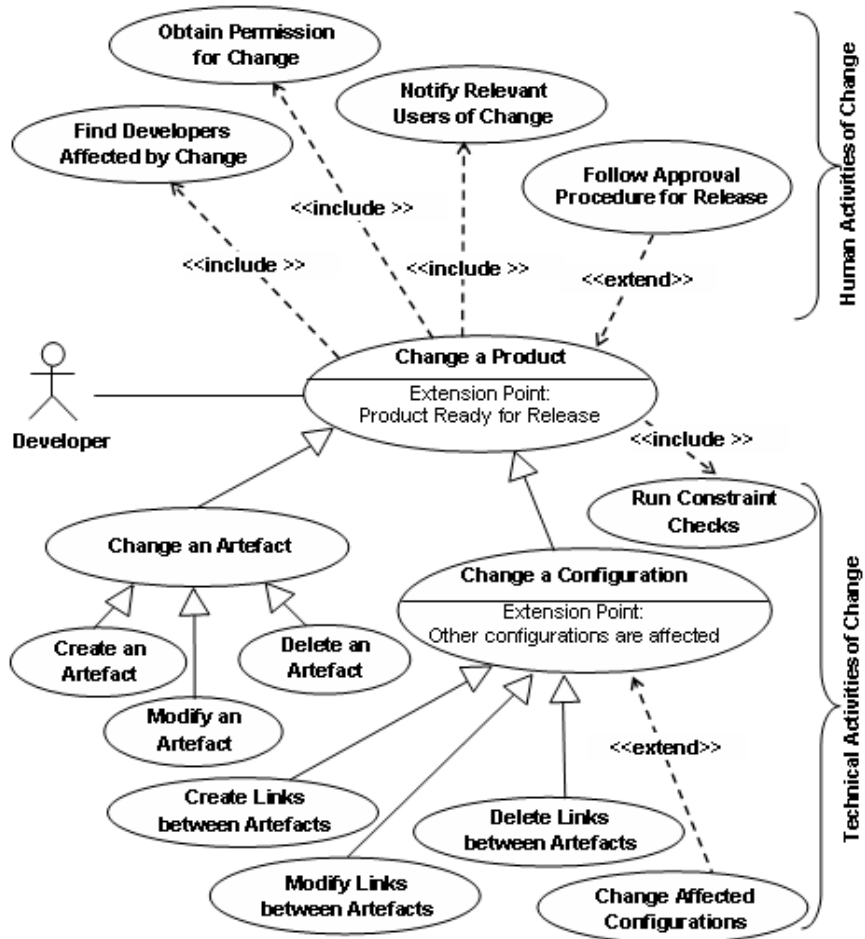 Obtain Permission
for Change
Notify Relevant
Users of Change
Find Developers
Affected by Change
Follow Approval
Procedure for Release
<<include >>
<<include >>
<<include >>
<<extend>>
Human Activities of Change
Change a Product
Extension Point:
Product Ready for Release
Developer
<<include >>
Run Constraint
Checks
Change an Artefact
Change a Configuration
Extension Point:
Other configurations are affected
Create an
Artefact
Delete an
Artefact
Modify an
Artefact
<<extend>>
Create Links
between Artefacts
Delete Links
between Artefacts
Modify Links
between Artefacts
Change Affected
Configurations
Technical Activities of Change